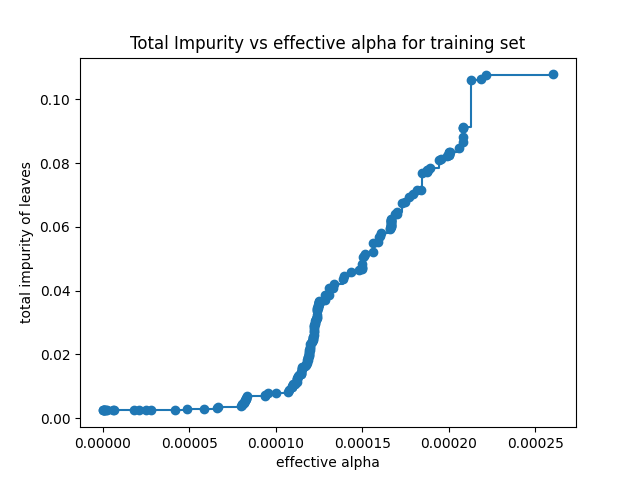 Total Impurity vs effective alpha for training set
total impurity of leaves
0.10
0.08
0.06
0.04
0.02
0.00
0.00000 0.00005 0.00010 0.00015 0.00020 0.00025
effective alpha